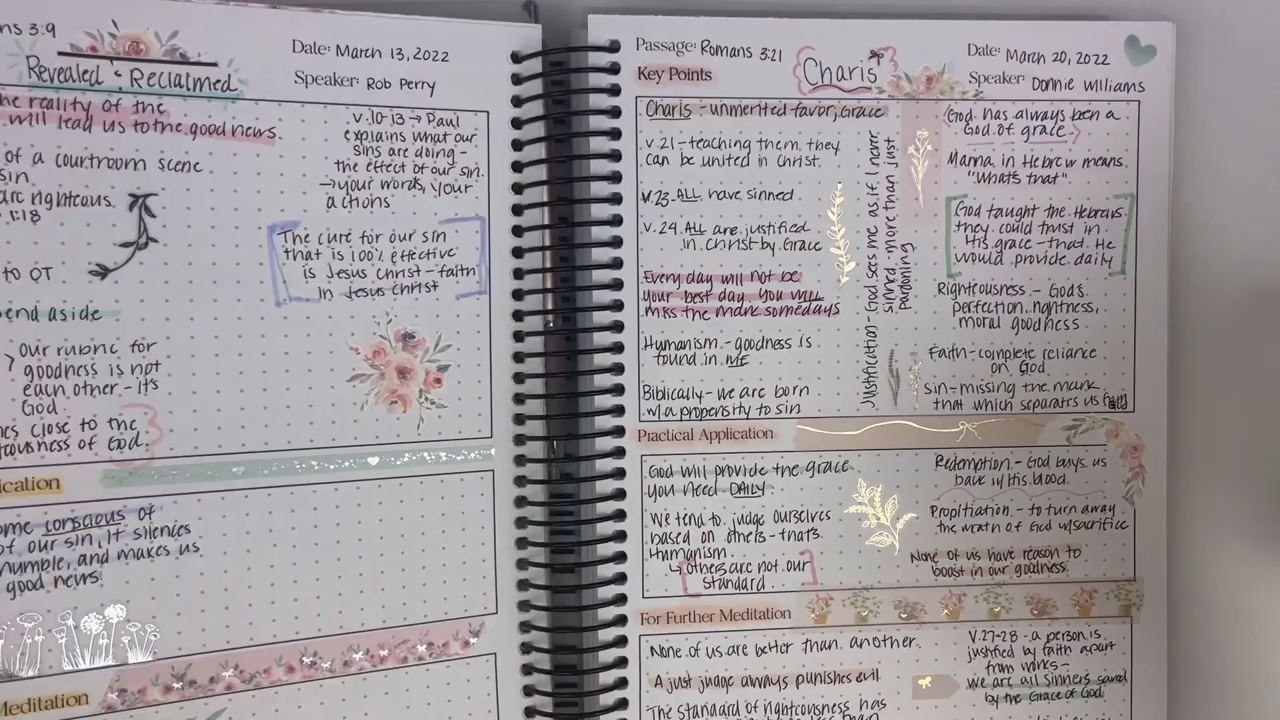 ns 3:9
Revealed & Reclaimed
Date: March 13, 2022
Speaker: Rob Perry
he reality of the
will lead us to the good news.
of a courtroom scene
sin
are righteous.
1:18
to OT
pend aside
Our rubric for
goodness is not
each other - it's
God
nes close to the
teousness of God.
v. 10-13 → Paul
explains what our
sins are doing -
the effect of our sin.
→ your words, your
actions
The cure for our sin
that is 100% effective
is Jesus Christ - faith
in Jesus Christ
ication
ome conscious of
of our sin, it silences
humble, and makes us
good news.
Meditation
Passage: Romans 3:21
Key Points
Charis
Date: March 20, 2022
Speaker: Donnie Williams
Charis - unmerited favor, Grace
v. 21 - teaching them they
can be united in Christ.
v. 23 - ALL have sinned
v. 24 ALL are justified
in Christ by Grace
Every day will not be
your best day. You will
miss the mark somedays
Humanism - goodness is
found in ME
Biblically - we are born
w/a propensity to sin
Justification - God sees me as if I never
sinned - more than just
pardoning
God has always been a
God of grace.
Manna in Hebrew means
"What's that"
God taught the Hebrews
they could trust in
His grace - that He
would provide daily
Righteousness - God's
perfection, rightness,
moral goodness
Faith - complete reliance
on God
Sin - missing the mark
that which separates us from
God
Practical Application
God will provide the grace
you need DAILY.
We tend to judge ourselves
based on others - that's
Humanism.
↳ others are not our
standard
Redemption - God buys us
back w/ His blood
Propitiation - to turn away
the wrath of God w/sacrifice
None of us have reason to
boast in our goodness
For Further Meditation
None of us are better than another.
A just judge always punishes evil
The standard of righteousness has
v. 27-28 - a person is
justified by faith apart
from works -
we are all sinners saved
by the Grace of God